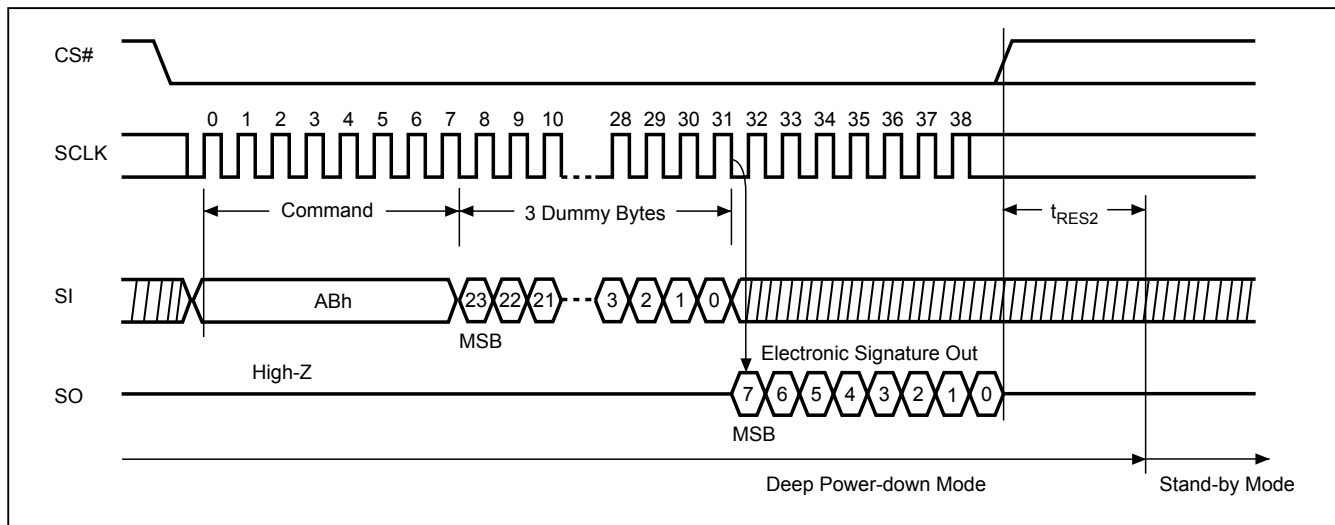 CS#
0 1 2 3 4 5 6 7 8 9 10 28 29 30 31 32 33 34 35 36 37 38
SCLK
Command
3 Dummy Bytes
tRES2
SI
ABh
23 22 21 3 2 1 0
MSB
Electronic Signature Out
High-Z
SO
7 6 5 4 3 2 1 0
MSB
Deep Power-down Mode
Stand-by Mode